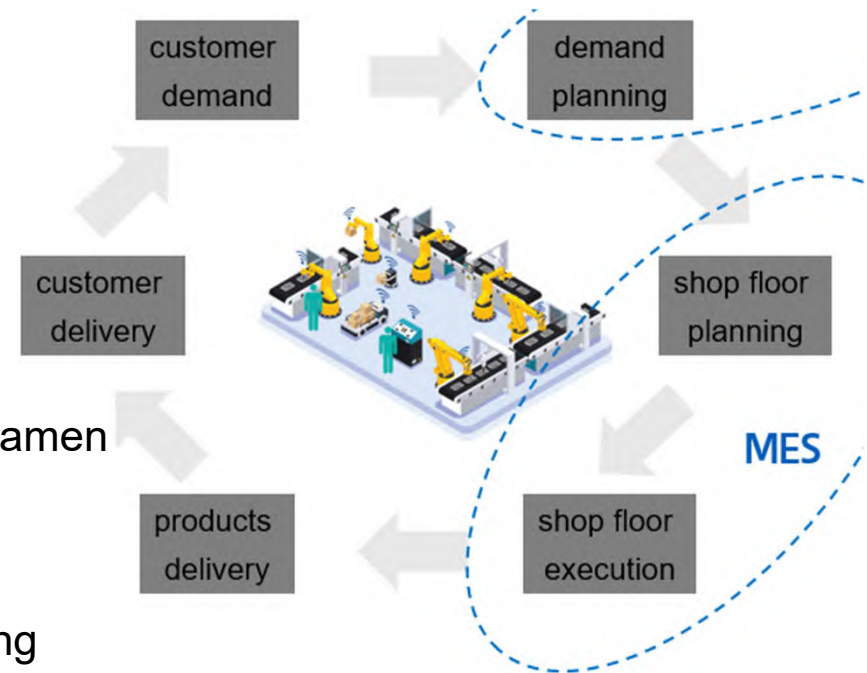 customer
demand
demand
planning
customer
delivery
shop floor
planning
amen
MES
products
delivery
shop floor
execution
ng